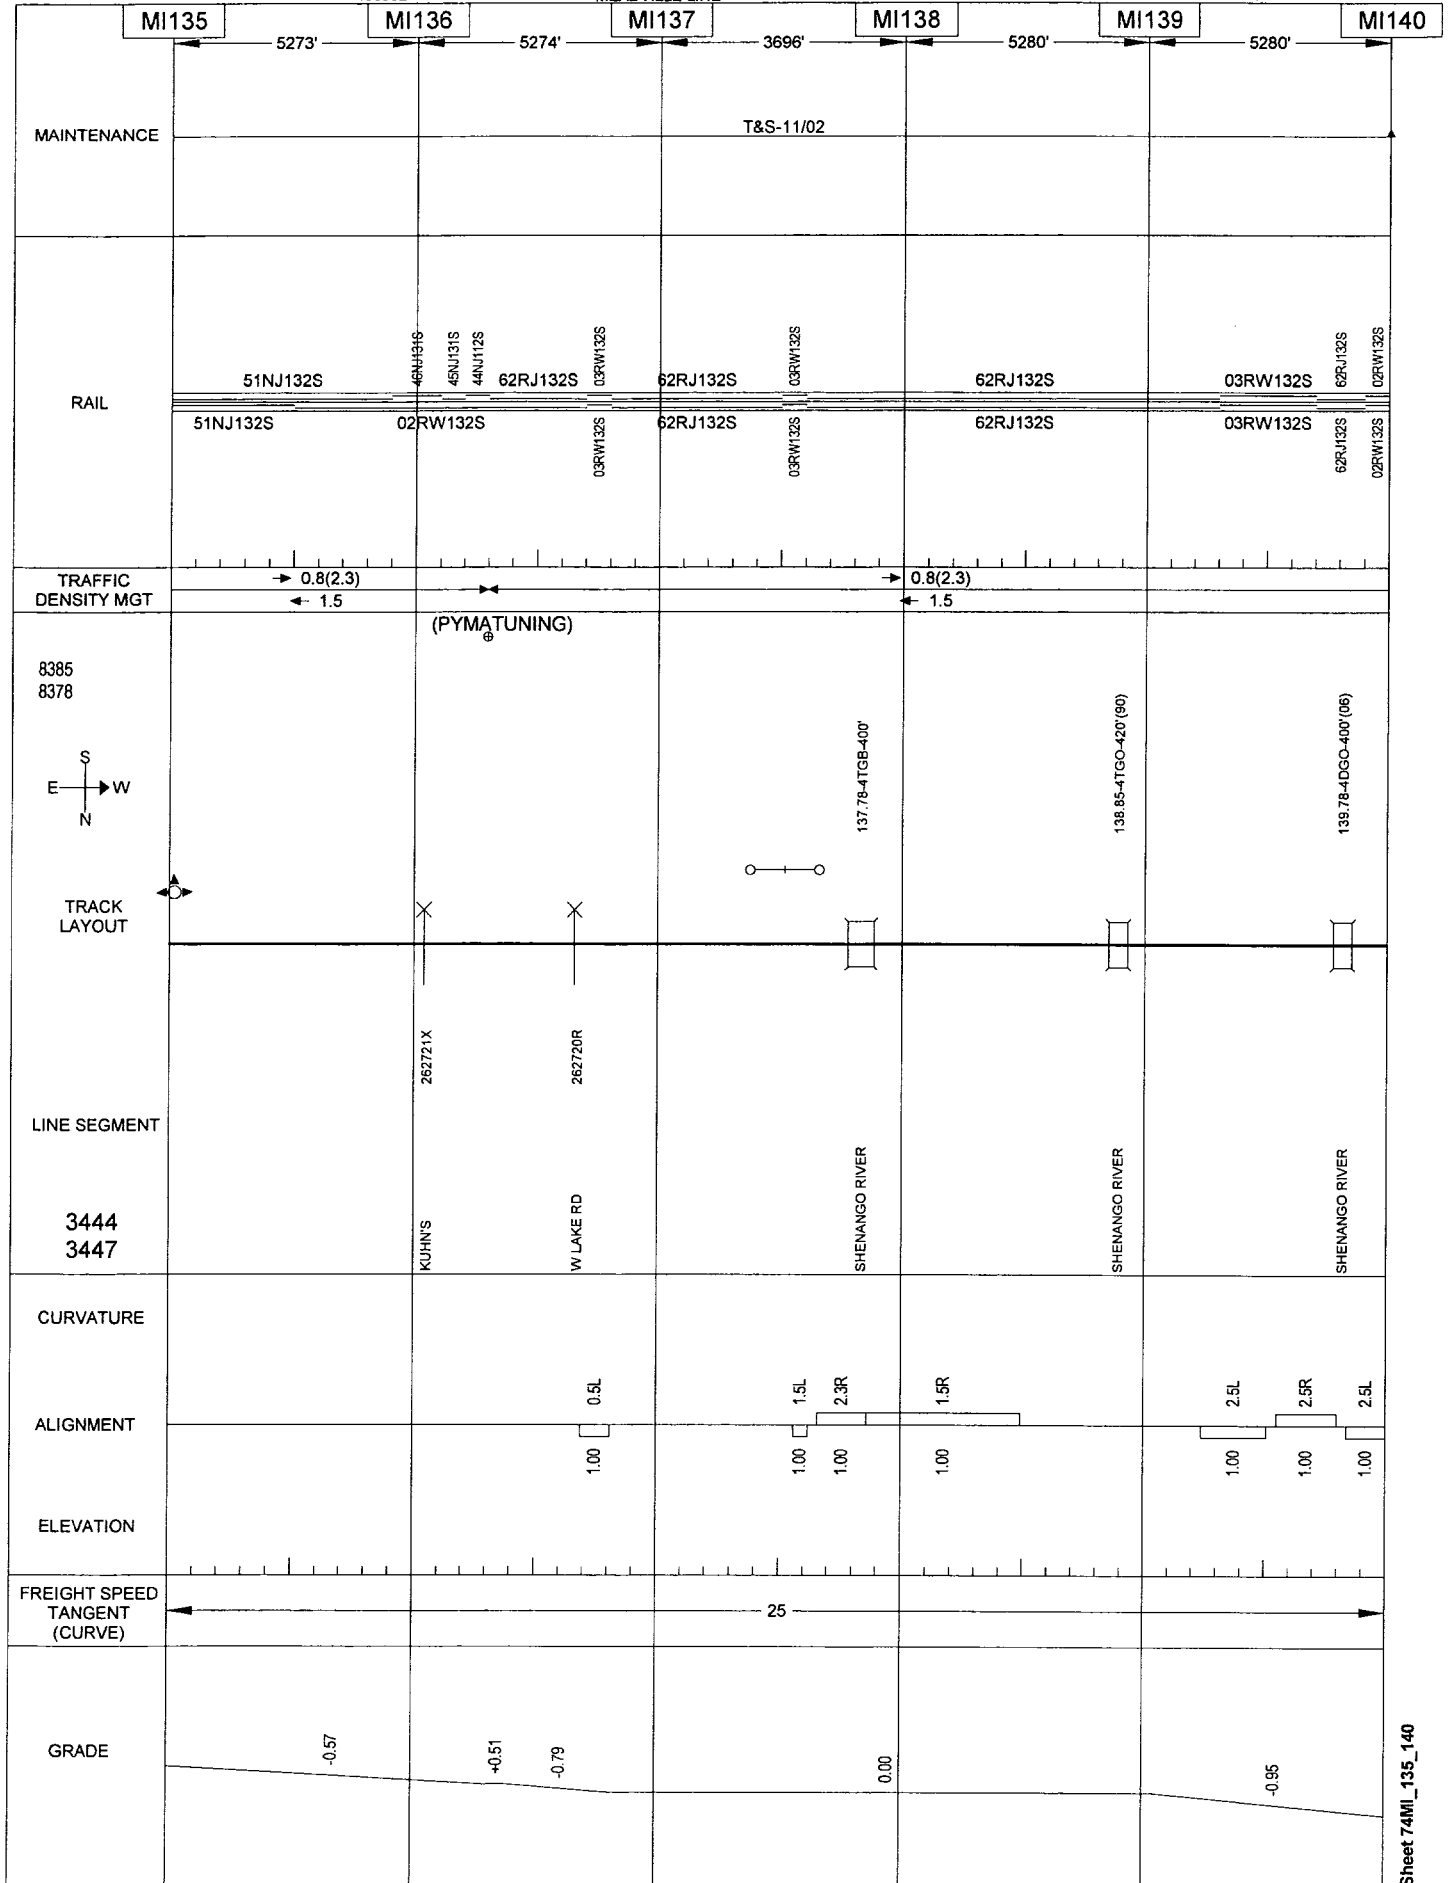 MI135 MI136 MI137 MI138 MI139 MI140
5273' 5274' 3696' 5280' 5280'
MAINTENANCE
T&S-11/02
RAIL
46NJ131S 45NJ131S 44NJ112S 03RW132S 03RW132S 62RJ132S 02RW132S
51NJ132S 62RJ132S 62RJ132S 62RJ132S 03RW132S
51NJ132S 02RW132S 62RJ132S 62RJ132S 03RW132S
03RW132S 03RW132S 62RJ132S 02RW132S
TRAFFIC
DENSITY MGT
0.8(2.3) 0.8(2.3)
1.5 1.5
(PYMATUNING)
8385
8378
S
E W
N
137.78-4TGB-400'
138.85-4TGO-420'(90)
139.78-4DGO-400'(06)
TRACK
LAYOUT
262721X
262720R
LINE SEGMENT
3444
3447
KUHN'S
W LAKE RD
SHENANGO RIVER
SHENANGO RIVER
SHENANGO RIVER
CURVATURE
0.5L 1.5L 2.3R 1.5R 2.5L 2.5R 2.5L
ALIGNMENT
1.00 1.00 1.00 1.00 1.00 1.00 1.00
ELEVATION
FREIGHT SPEED
TANGENT
(CURVE)
25
GRADE
-0.57 +0.51 -0.79 0.00 -0.95
Sheet 74MI_135_140